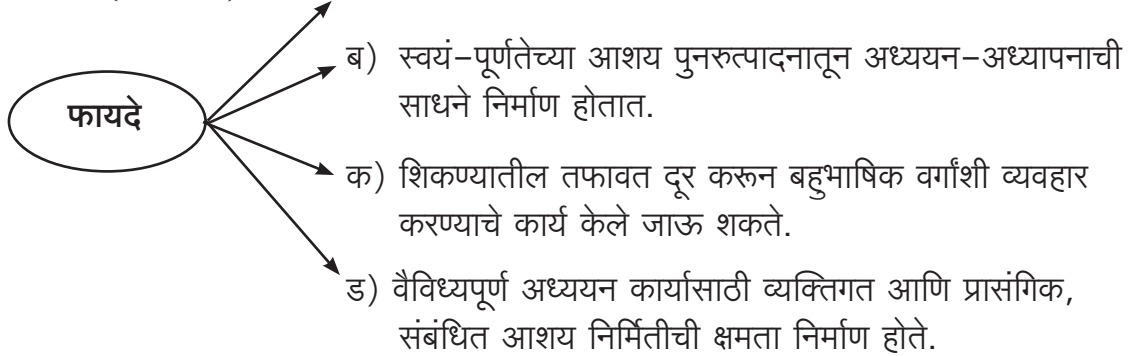 ब) स्वयं-पूर्णतेच्या आशय पुनरुत्पादनातून अध्ययन-अध्यापनाची
साधने निर्माण होतात.
फायदे
क) शिकण्यातील तफावत दूर करून बहुभाषिक वर्गांशी व्यवहार
करण्याचे कार्य केले जाऊ शकते.
ड) वैविध्यपूर्ण अध्ययन कार्यासाठी व्यक्तिगत आणि प्रासंगिक,
संबंधित आशय निर्मितीची क्षमता निर्माण होते.